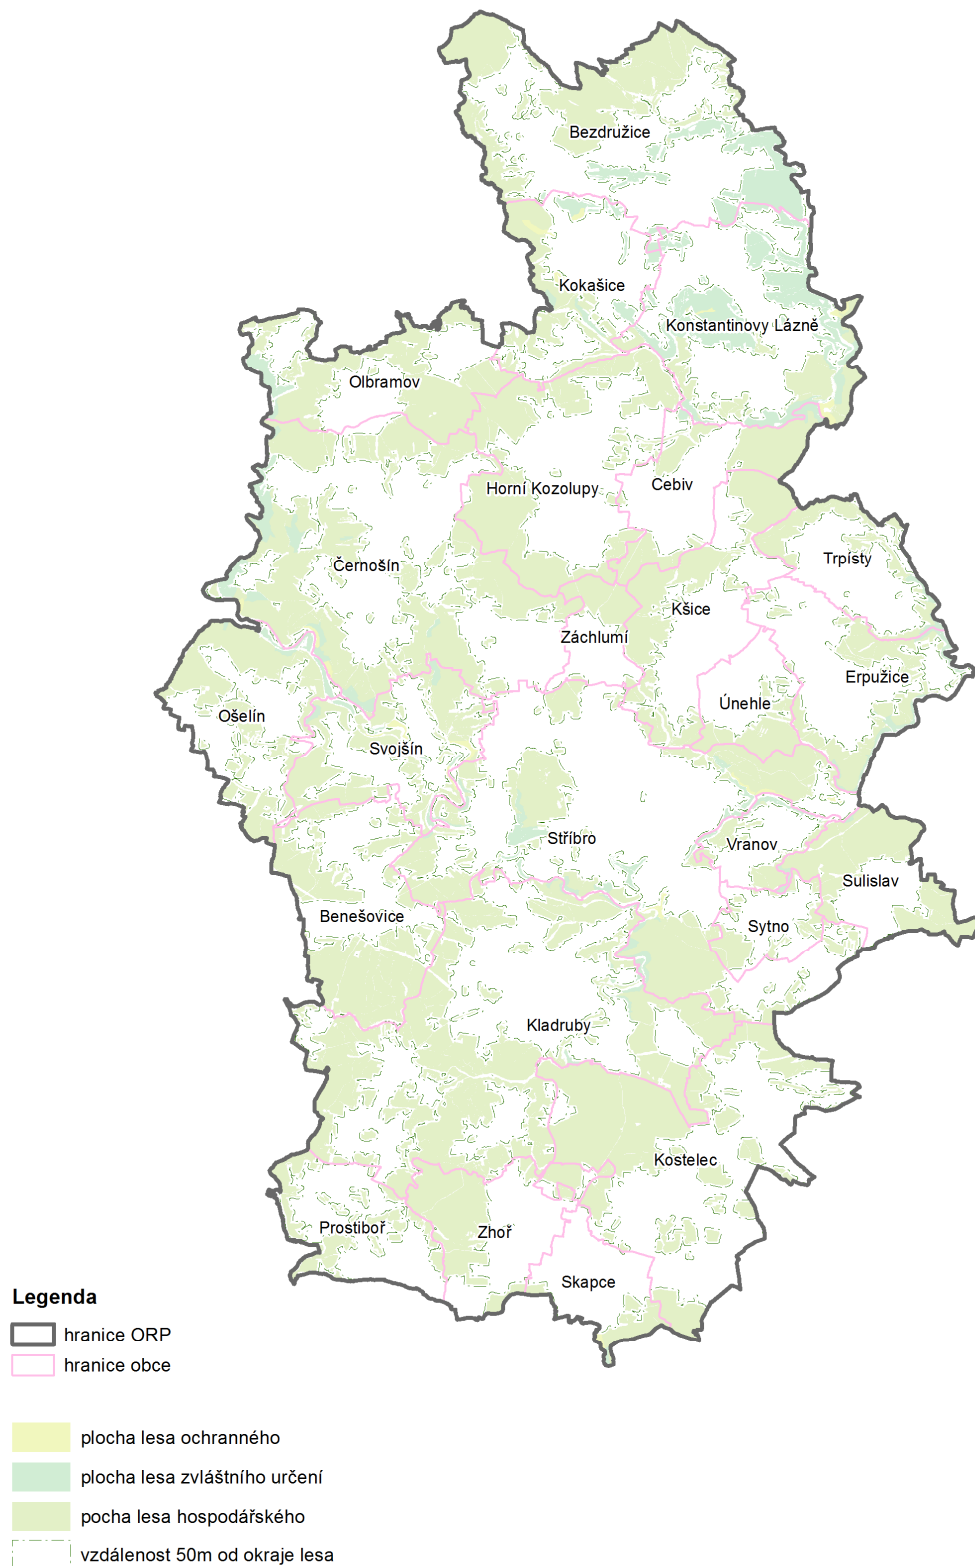 Bezdružice
Kokašice
Konstantinovy Lázně
Olbramov
Horní Kozolupy
Cebiv
Trpísty
Černošín
Kšice
Záchlumí
Erpužice
Únehle
Ošelín
Svojšín
Stříbro
Vranov
Sulislav
Benešovice
Sytno
Kladruby
Kostelec
Prostiboř
Zhoř
Skapce
Legenda
hranice ORP
hranice obce
plocha lesa ochranného
plocha lesa zvláštního určení
pocha lesa hospodářského
vzdálenost 50m od okraje lesa